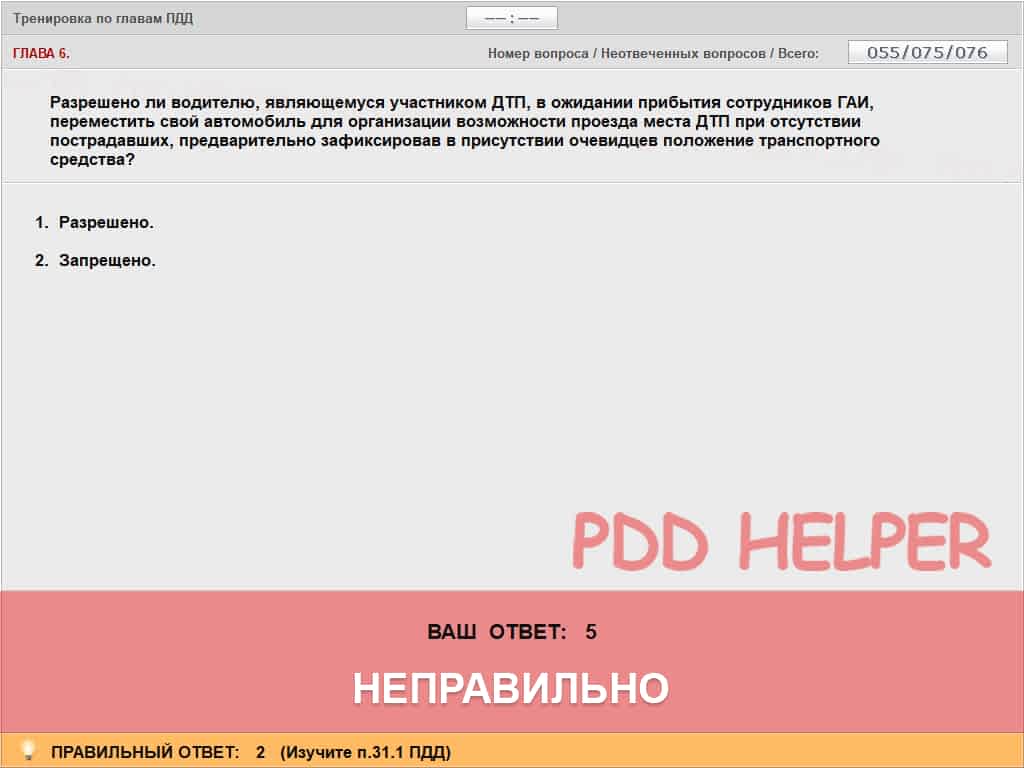 Тренировка по главам ПДД
––:––
ГЛАВА 6.
Номер вопроса / Неотвеченных вопросов / Всего:
055/075/076
Разрешено ли водителю, являющемуся участником ДТП, в ожидании прибытия сотрудников ГАИ,
переместить свой автомобиль для организации возможности проезда места ДТП при отсутствии
пострадавших, предварительно зафиксировав в присутствии очевидцев положение транспортного
средства?
1. Разрешено.
2. Запрещено.
PDD HELPER
ВАШ ОТВЕТ: 5
НЕПРАВИЛЬНО
ПРАВИЛЬНЫЙ ОТВЕТ: 2 (Изучите п.31.1 ПДД)